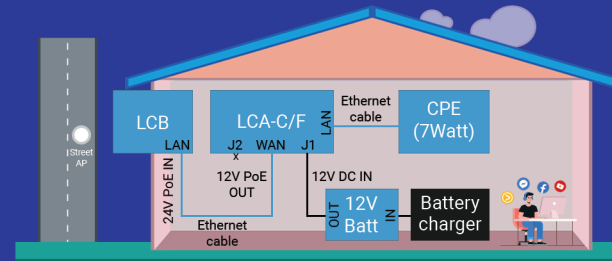 Street
AP
LCB
LAN
24V PoE IN
LCA-C/F
LAN
J2
x
WAN
J1
12V PoE
OUT
12V DC IN
Ethernet
cable
CPE
(7Watt)
Ethernet
cable
OUT
12V
Batt
IN
Battery
charger